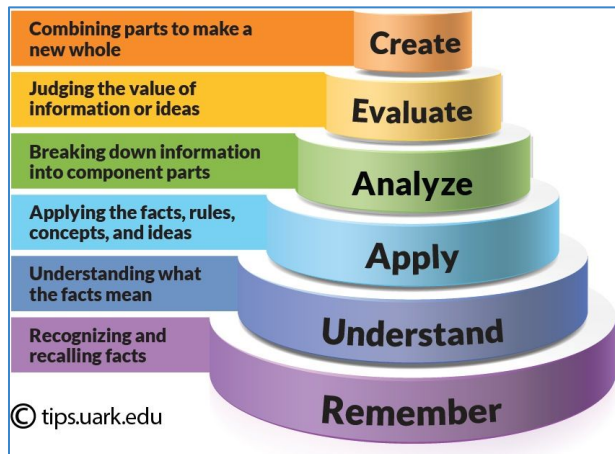 Combining parts to make a
new whole
Create
Judging the value of
information or ideas
Evaluate
Breaking down information
into component parts
Analyze
Applying the facts, rules,
concepts, and ideas
Apply
Understanding what
the facts mean
Understand
Recognizing and
recalling facts
Remember
© tips.uark.edu